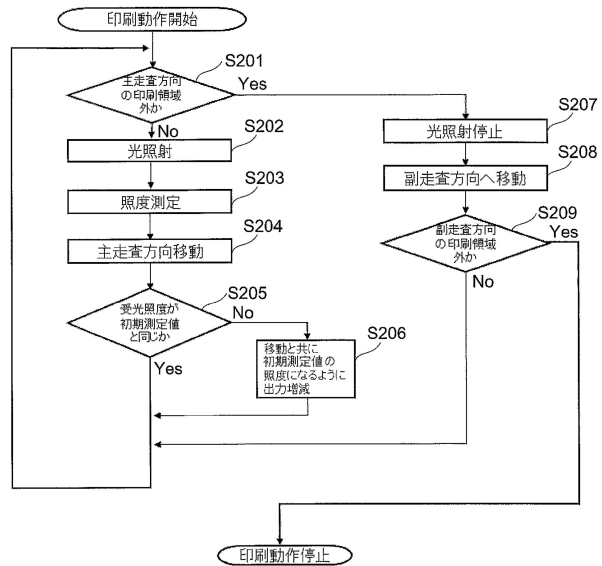 印刷動作開始
S201
主走査方向
の印刷領域
外か
Yes
No
S202
光照射
S203
照度測定
S204
主走査方向移動
S205
受光照度が
初期測定値
と同じか
No
Yes
S206
移動と共に
初期測定値の
照度になるように
出力増減
S207
光照射停止
S208
副走査方向へ移動
S209
副走査方向
の印刷領域
外か
Yes
No
印刷動作停止